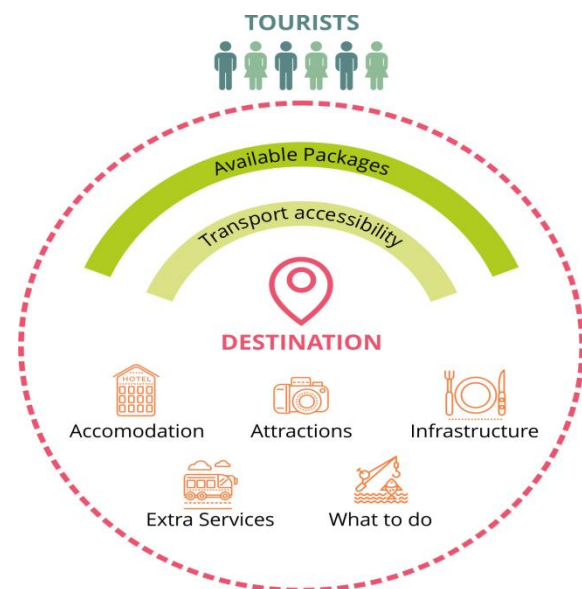 TOURISTS
Available Packages
Transport accessibility
DESTINATION
HOTEL
Accomodation
Attractions
Infrastructure
Extra Services
What to do